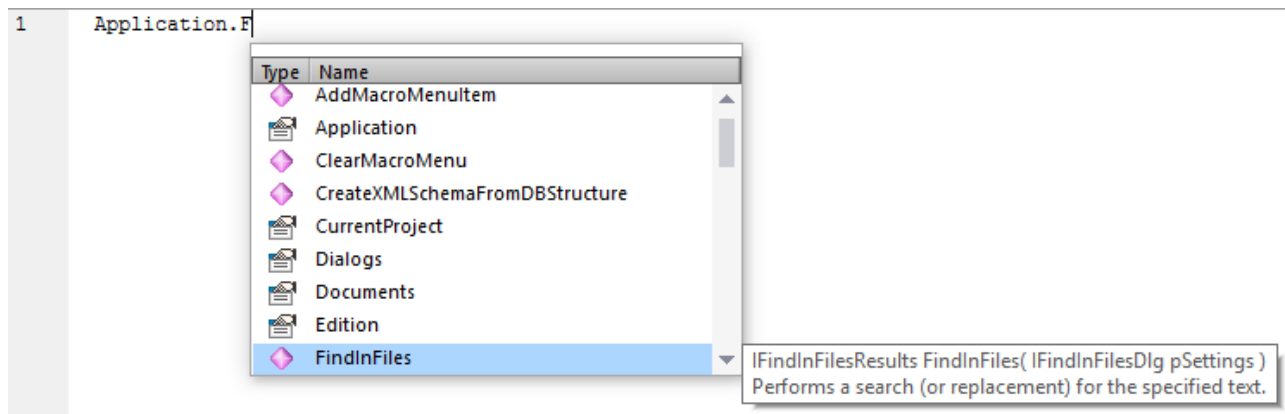 1 Application.F
Type Name
AddMacroMenuItem
Application
ClearMacroMenu
CreateXMLSchemaFromDBStructure
CurrentProject
Dialogs
Documents
Edition
FindInFiles
IFindInFilesResults FindInFiles( IFindInFilesDlg pSettings )
Performs a search (or replacement) for the specified text.